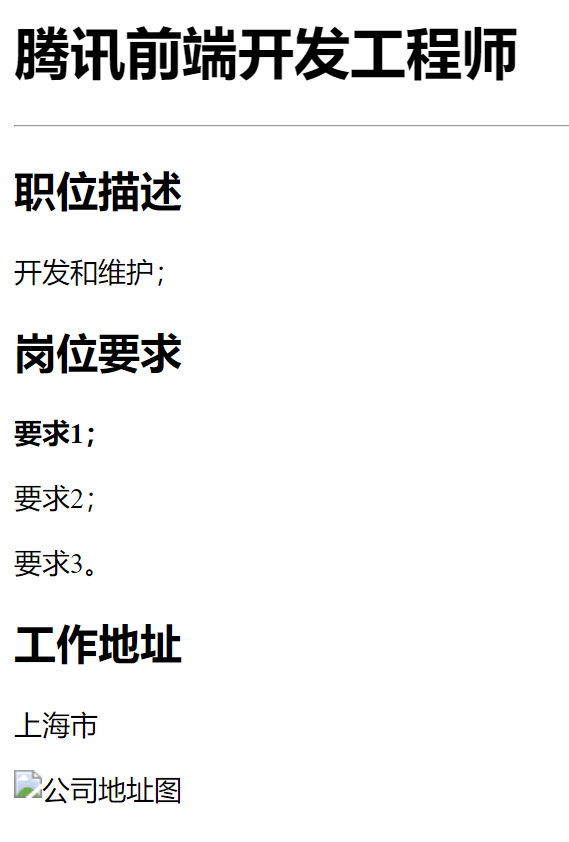 腾讯前端开发工程师
职位描述
开发和维护；
岗位要求
要求1；
要求2；
要求3。
工作地址
上海市
公司地址图